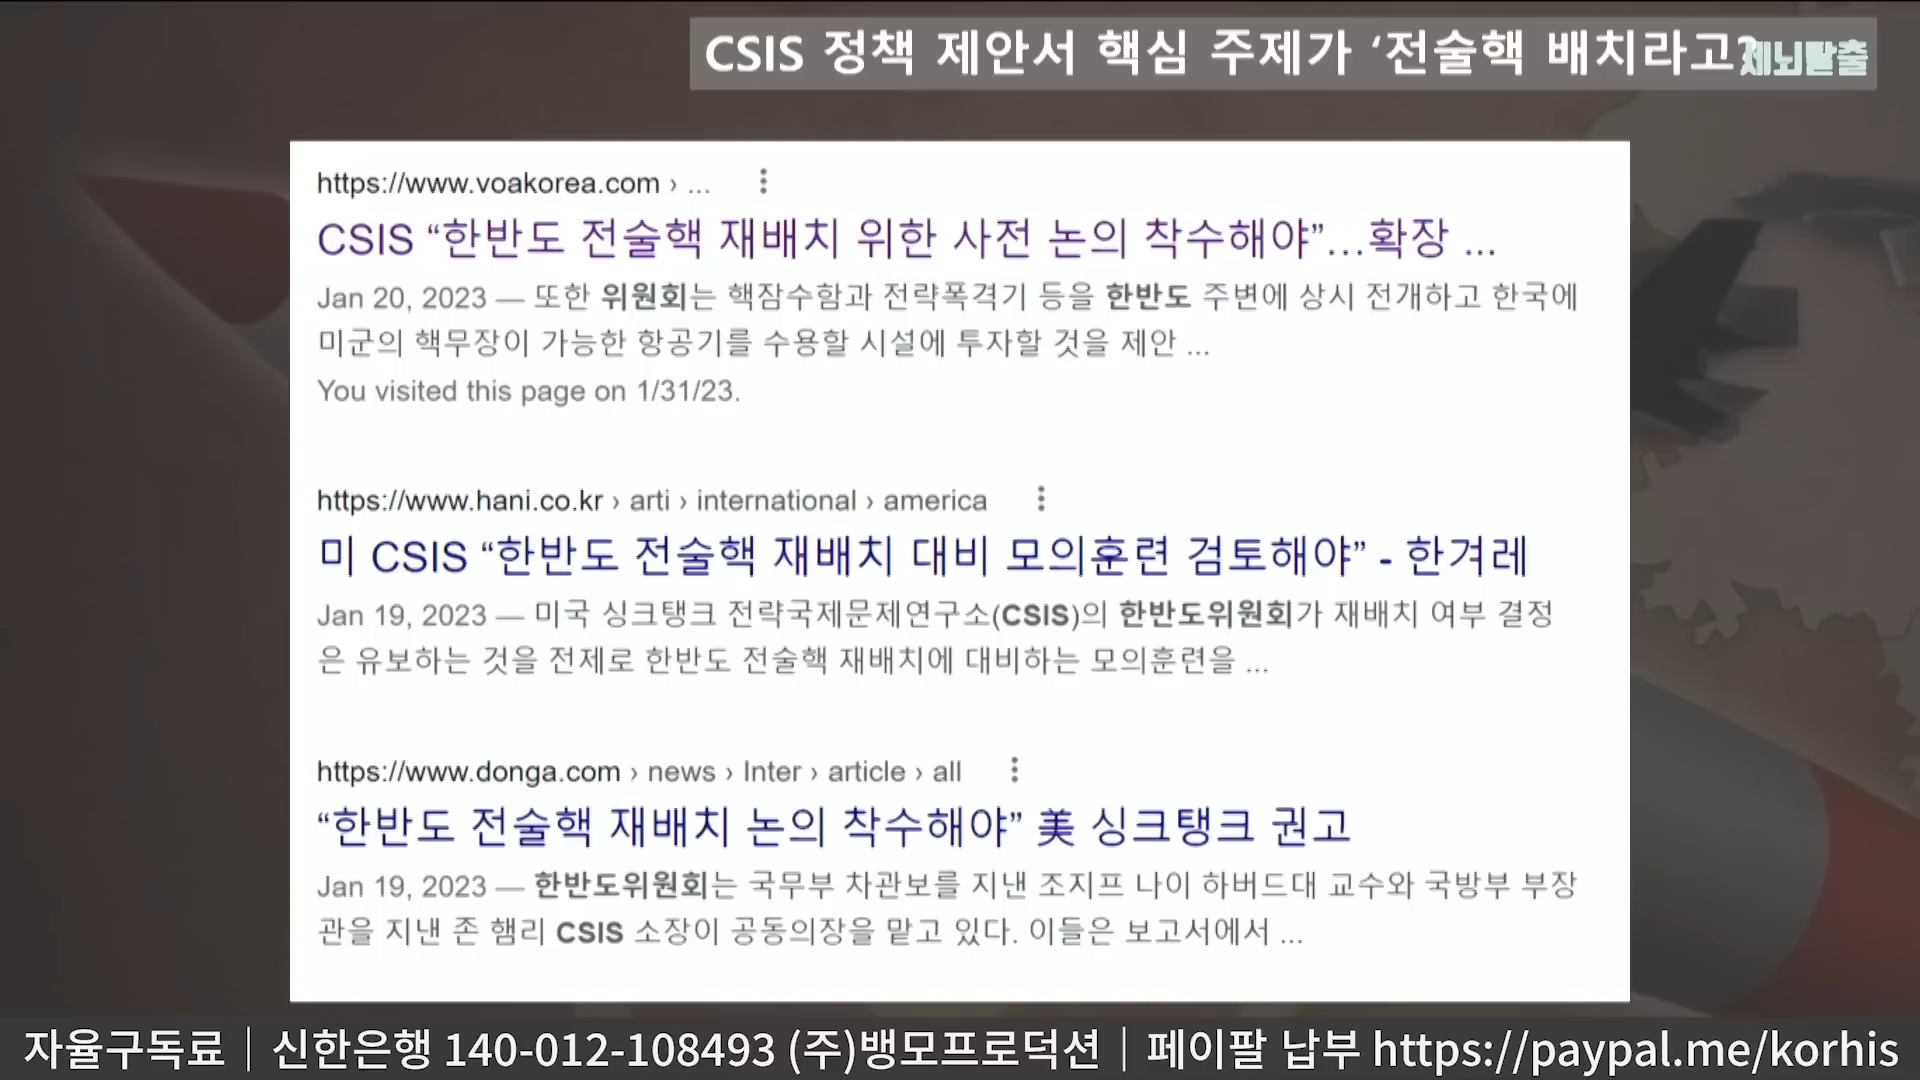 CSIS 정책 제안서 핵심 주제가 ‘전술핵 배치라고?
세뇌탈출
https://www.voakorea.com › ...
CSIS “한반도 전술핵 재배치 위한 사전 논의 착수해야”…확장 ...
Jan 20, 2023 — 또한 위원회는 핵잠수함과 전략폭격기 등을 한반도 주변에 상시 전개하고 한국에
미군의 핵무장이 가능한 항공기를 수용할 시설에 투자할 것을 제안 ...
You visited this page on 1/31/23.
https://www.hani.co.kr › arti › international › america
미 CSIS “한반도 전술핵 재배치 대비 모의훈련 검토해야” - 한겨레
Jan 19, 2023 — 미국 싱크탱크 전략국제문제연구소(CSIS)의 한반도위원회가 재배치 여부 결정
은 유보하는 것을 전제로 한반도 전술핵 재배치에 대비하는 모의훈련을 ...
https://www.donga.com › news › Inter › article › all
“한반도 전술핵 재배치 논의 착수해야” 美 싱크탱크 권고
Jan 19, 2023 — 한반도위원회는 국무부 차관보를 지낸 조지프 나이 하버드대 교수와 국방부 부장
관을 지낸 존 햄리 CSIS 소장이 공동의장을 맡고 있다. 이들은 보고서에서 ...
자율구독료｜신한은행 140-012-108493 (주)뱅모프로덕션｜페이팔 납부 https://paypal.me/korhis